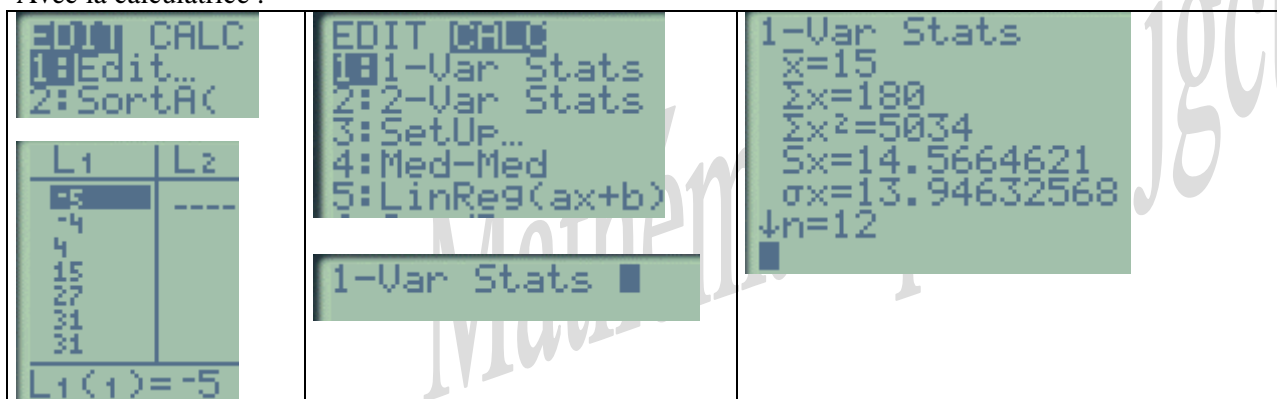 Avec la calculatrice :
EDIT CALC
1:Edit…
2:SortA(
L1 L2
-5 ----
-4
4
15
27
31
31
L1(1)=-5
EDIT CALC
1:1-Var Stats
2:2-Var Stats
3:SetUp…
4:Med-Med
5:LinReg(ax+b)
1-Var Stats
1-Var Stats
x̄=15
Σx=180
Σx²=5034
Sx=14.5664621
σx=13.94632568
↓n=12